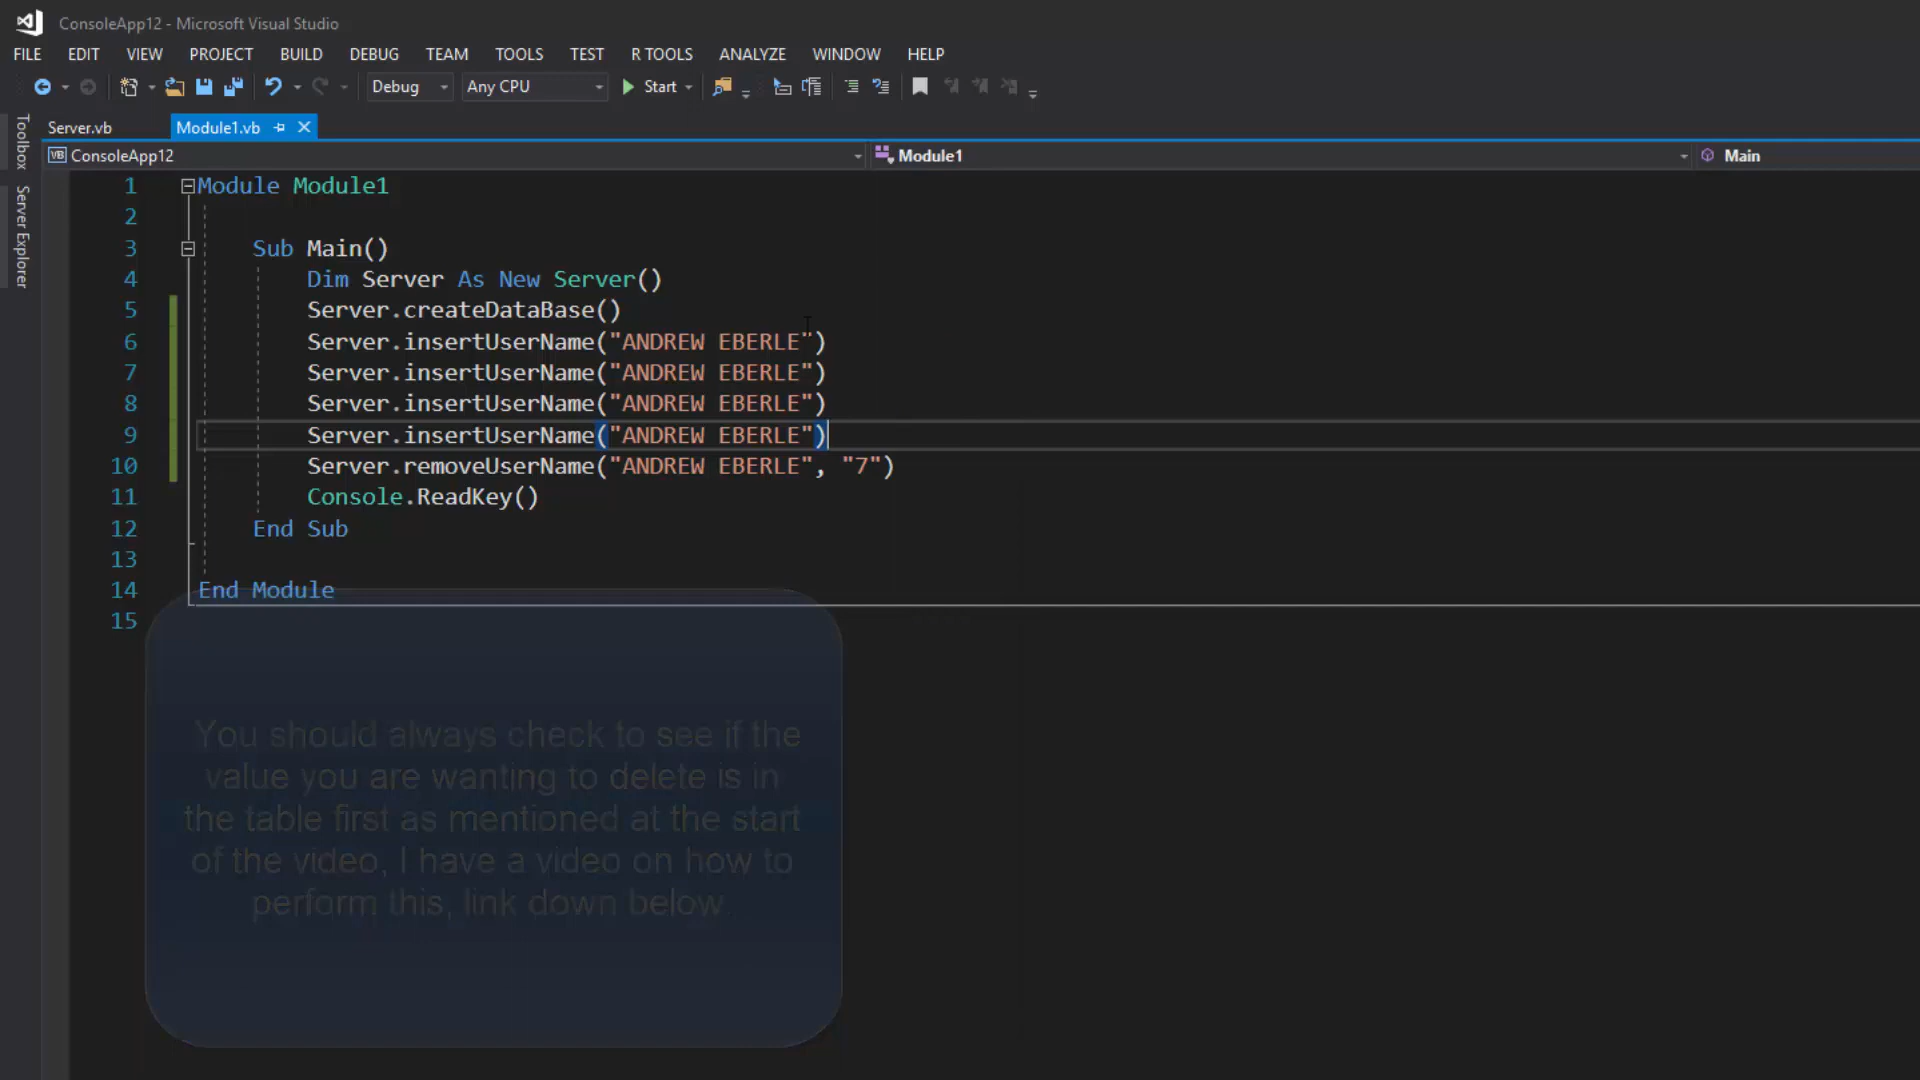 ConsoleApp12 - Microsoft Visual Studio
FILE EDIT VIEW PROJECT BUILD DEBUG TEAM TOOLS TEST R TOOLS ANALYZE WINDOW HELP
Debug Any CPU Start
Server.vb Module1.vb
Toolbox
Server Explorer
VB ConsoleApp12 Module1 Main
1 Module Module1
2
3 Sub Main()
4 Dim Server As New Server()
5 Server.createDataBase()
6 Server.insertUserName("ANDREW EBERLE")
7 Server.insertUserName("ANDREW EBERLE")
8 Server.insertUserName("ANDREW EBERLE")
9 Server.insertUserName("ANDREW EBERLE")
10 Server.removeUserName("ANDREW EBERLE", "7")
11 Console.ReadKey()
12 End Sub
13
14 End Module
15
You should always check to see if the
value you are wanting to delete is in
the table first as mentioned at the start
of the video, I have a video on how to
perform this, link down below.